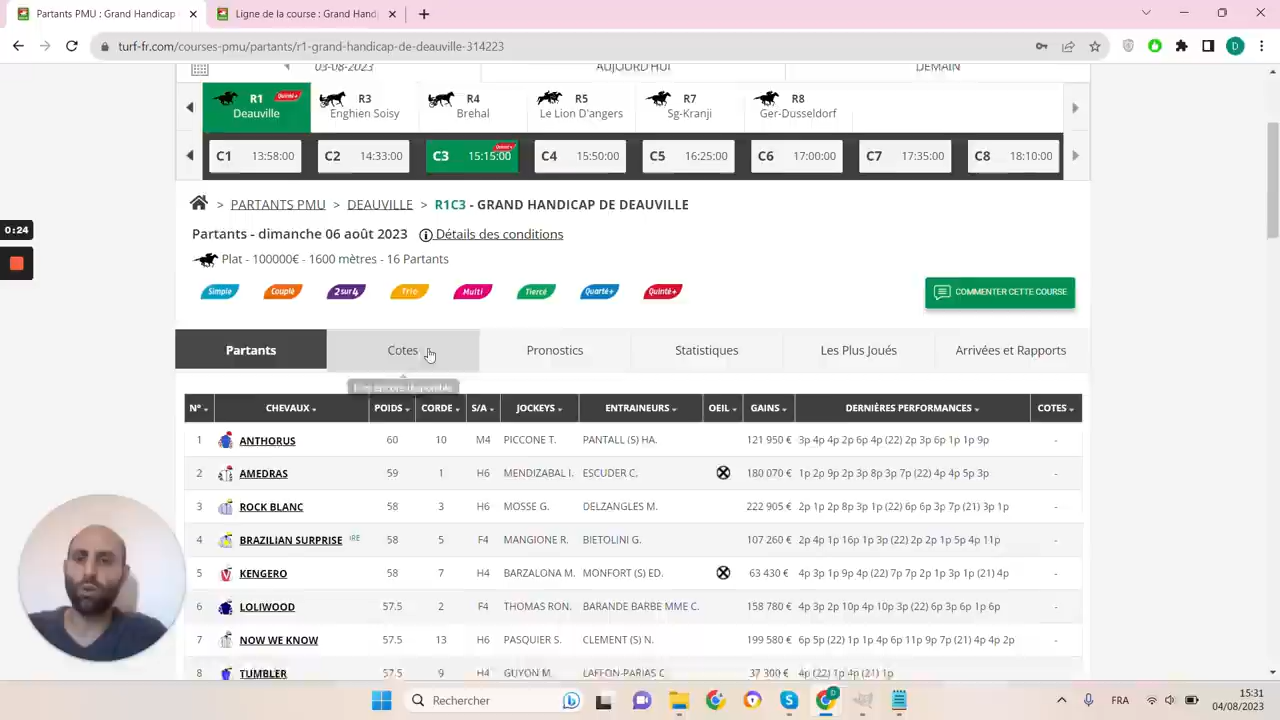 Partants PMU : Grand Handicap
Ligne de la course : Grand Handi
turf-fr.com/courses-pmu/partants/r1-grand-handicap-de-deauville-314223
D
03-08-2023 AUJOURD'HUI DEMAIN
R1 Quinté+ Deauville
R3 Enghien Soisy
R4 Brehal
R5 Le Lion D'angers
R7 Sg-Kranji
R8 Ger-Dusseldorf
C1 13:58:00 C2 14:33:00 C3 15:15:00 Quinté+ C4 15:50:00 C5 16:25:00 C6 17:00:00 C7 17:35:00 C8 18:10:00
> PARTANTS PMU > DEAUVILLE > R1C3 - GRAND HANDICAP DE DEAUVILLE
0:24
Partants - dimanche 06 août 2023 Détails des conditions
Plat - 100000€ - 1600 mètres - 16 Partants
Simple Couplé 2sur4 Trio Multi Tiercé Quarté+ Quinté+ COMMENTER CETTE COURSE
Partants Cotes Pronostics Statistiques Les Plus Joués Arrivées et Rapports
N° CHEVAUX POIDS CORDE S/A JOCKEYS ENTRAINEURS OEIL GAINS DERNIÈRES PERFORMANCES COTES
1 ANTHORUS 60 10 M4 PICCONE T. PANTALL (S) HA. 121 950 € 3p 4p 4p 2p 6p 4p (22) 2p 3p 6p 1p 1p 9p -
2 AMEDRAS 59 1 H6 MENDIZABAL I. ESCUDER C. 180 070 € 1p 2p 9p 2p 3p 8p 3p 7p (22) 4p 4p 5p 3p -
3 ROCK BLANC 58 3 H6 MOSSE G. DELZANGLES M. 222 905 € 2p 1p 2p 8p 3p 1p (22) 6p 6p 3p 7p (21) 3p 1p -
4 BRAZILIAN SURPRISE IRE 58 5 F4 MANGIONE R. BIETOLINI G. 107 260 € 2p 4p 1p 16p 1p 3p (22) 2p 2p 1p 5p 4p 11p -
5 KENGERO 58 7 H4 BARZALONA M. MONFORT (S) ED. 63 430 € 4p 3p 1p 9p 4p (22) 7p 7p 2p 1p 3p 1p (21) 4p -
6 LOLIWOOD 57.5 2 F4 THOMAS RON. BARANDE BARBE MME C. 158 780 € 4p 3p 2p 10p 4p 10p 3p (22) 6p 3p 6p 1p 6p -
7 NOW WE KNOW 57.5 13 H6 PASQUIER S. CLEMENT (S) N. 199 580 € 6p 5p (22) 1p 1p 4p 6p 11p 9p 7p (21) 4p 4p 2p -
8 TUMBLER 57.5 9 H4 GUYON M. LAFFON-PARIAS C. 37 300 € 4p (22) 1p 4p (21) 1p -
Rechercher
FRA
15:31
04/08/2023